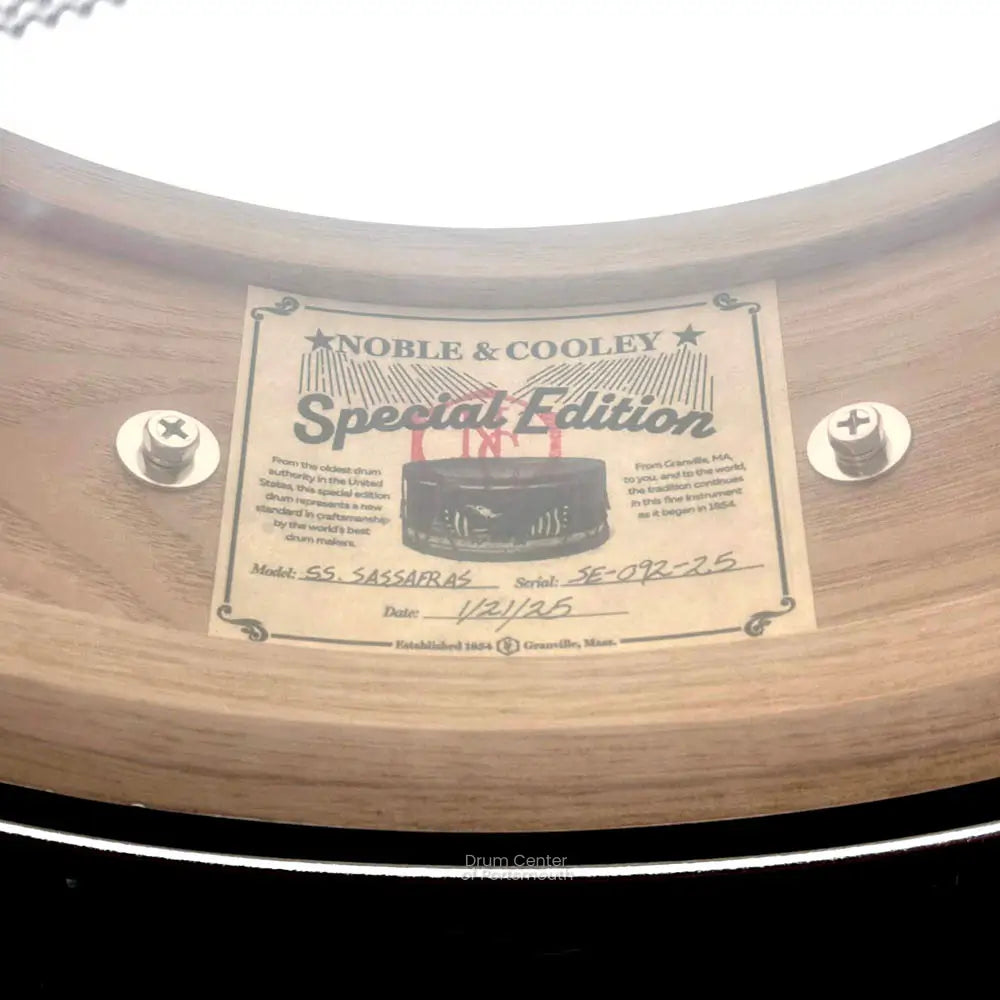 NOBLE & COOLEY
Special Edition
From the oldest drum
authority in the United
States, this special edition
drum represents a new
standard in craftsmanship
by the world's best
drum makers.
From Granville, MA,
to you, and to the world,
the tradition continues
in this fine instrument
as it began in 1854.
Model: SS. SASSAFRAS Serial: SE-092-25
Date: 1/21/25
Established 1854 Granville, Mass.
Drum Center
of Portsmouth